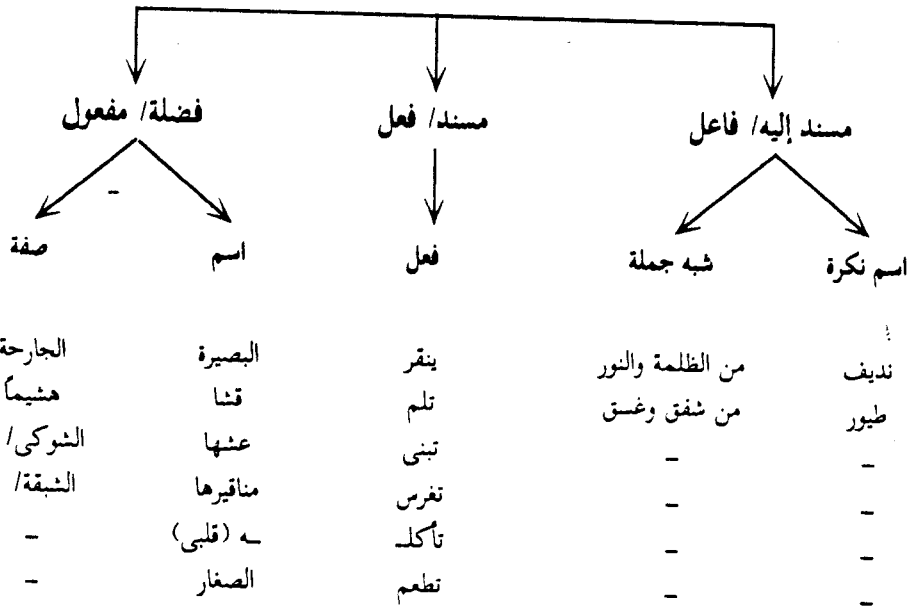 مسند إليه/ فاعل مسند/ فعل فضلة/ مفعول
اسم نكرة شبه جملة فعل اسم صفة
نديف من الظلمة والنور ينقر البصيرة الجارحة
طيور من شفق وغسق تلم قشا هشيماً
– – تبنى عشها الشوكى/
– – تغرس مناقيرها الشبقة/
– – تأكلـ ـه (قلبى) –
– – تطعم الصغار –